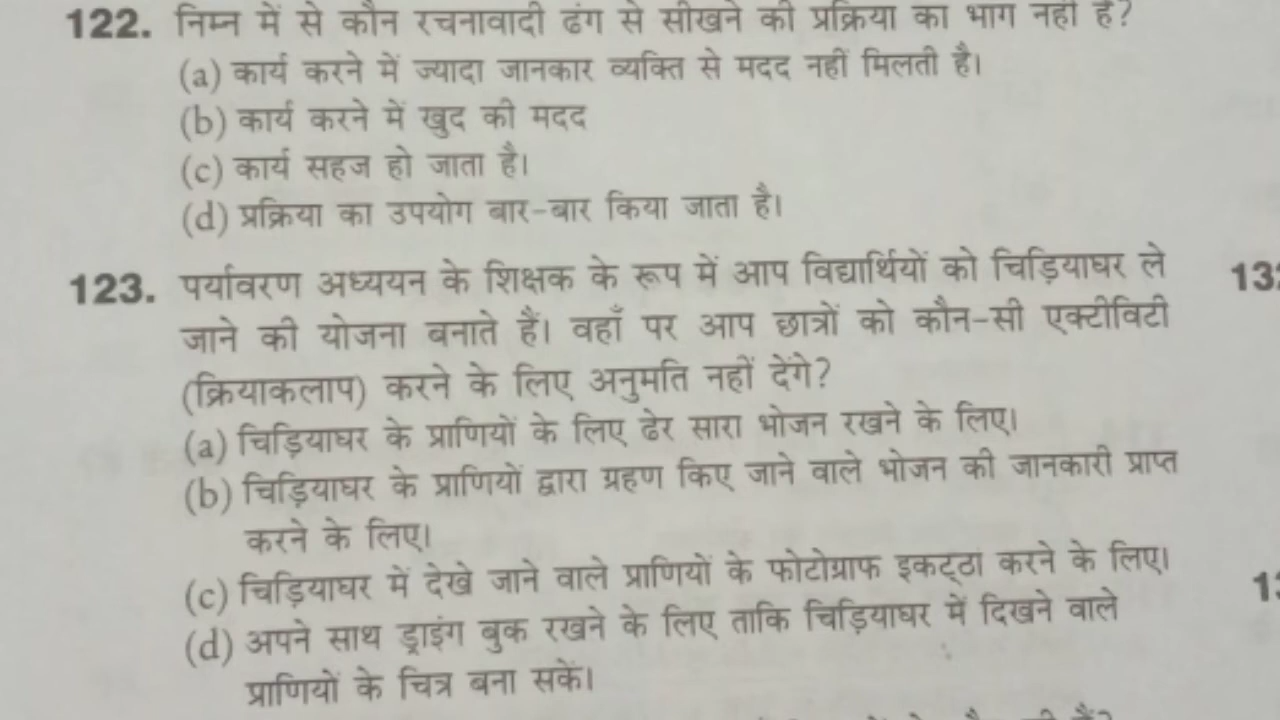 122. निम्न में से कौन रचनावादी ढंग से सीखने की प्रक्रिया का भाग नहीं है?
(a) कार्य करने में ज्यादा जानकार व्यक्ति से मदद नहीं मिलती है।
(b) कार्य करने में खुद की मदद
(c) कार्य सहज हो जाता है।
(d) प्रक्रिया का उपयोग बार-बार किया जाता है।
123. पर्यावरण अध्ययन के शिक्षक के रूप में आप विद्यार्थियों को चिड़ियाघर ले
जाने की योजना बनाते हैं। वहाँ पर आप छात्रों को कौन-सी एक्टीविटी
(क्रियाकलाप) करने के लिए अनुमति नहीं देंगे?
(a) चिड़ियाघर के प्राणियों के लिए ढेर सारा भोजन रखने के लिए।
(b) चिड़ियाघर के प्राणियों द्वारा ग्रहण किए जाने वाले भोजन की जानकारी प्राप्त
करने के लिए।
(c) चिड़ियाघर में देखे जाने वाले प्राणियों के फोटोग्राफ इकट्ठा करने के लिए।
(d) अपने साथ ड्राइंग बुक रखने के लिए ताकि चिड़ियाघर में दिखने वाले
प्राणियों के चित्र बना सकें।